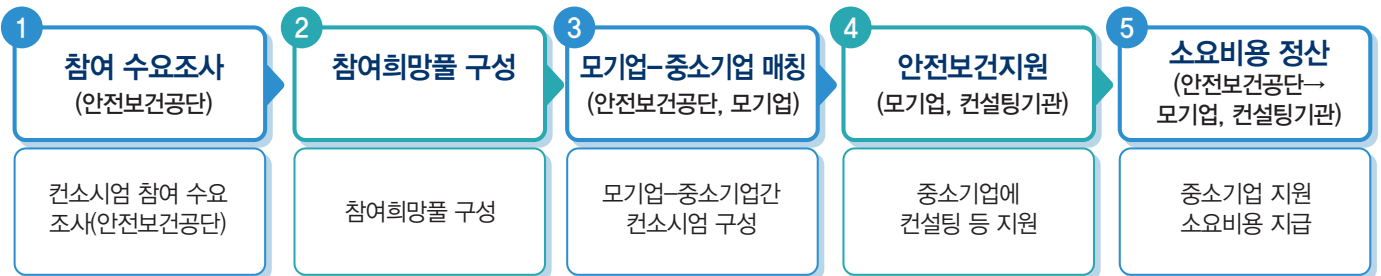 1
참여 수요조사
(안전보건공단)
컨소시엄 참여 수요
조사(안전보건공단)
2
참여희망풀 구성
참여희망풀 구성
3
모기업–중소기업 매칭
(안전보건공단, 모기업)
모기업–중소기업간
컨소시엄 구성
4
안전보건지원
(모기업, 컨설팅기관)
중소기업에
컨설팅 등 지원
5
소요비용 정산
(안전보건공단→
모기업, 컨설팅기관)
중소기업 지원
소요비용 지급